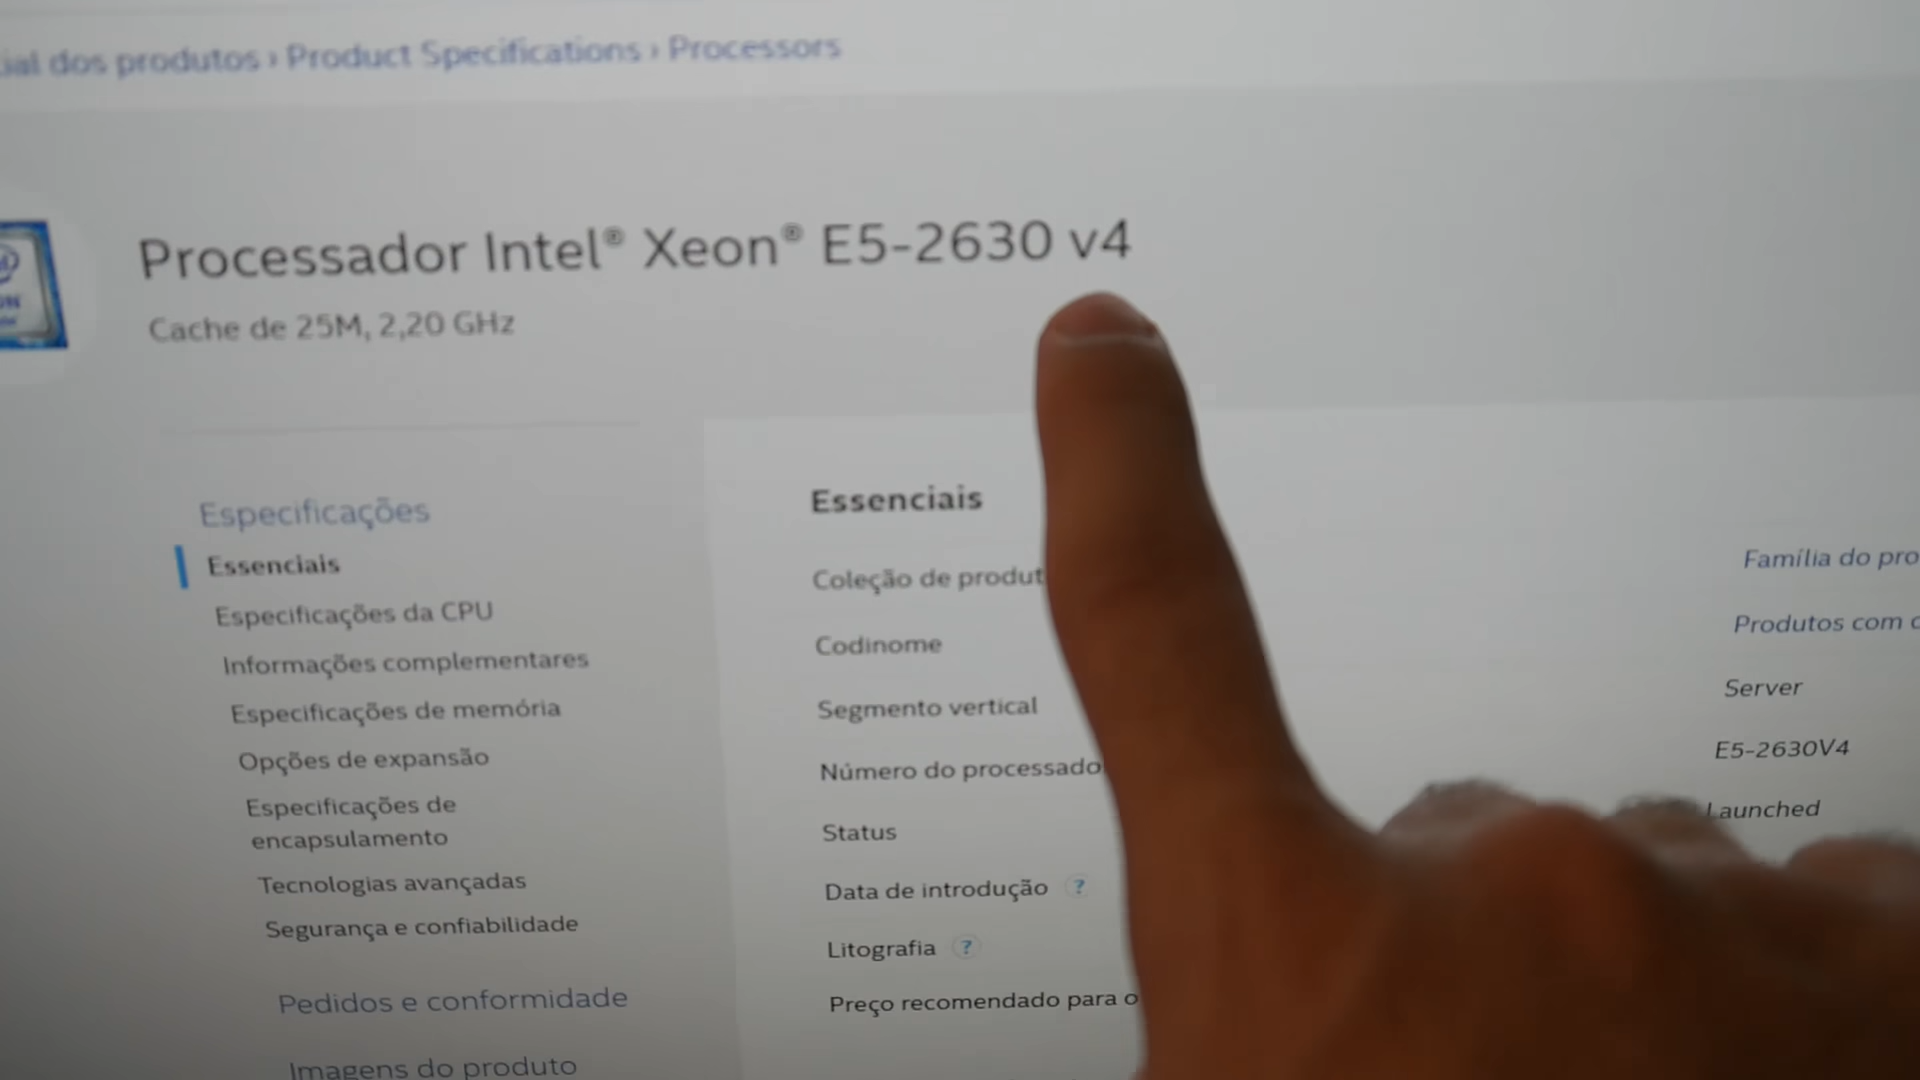 ial dos produtos › Product Specifications › Processors
Processador Intel® Xeon® E5-2630 v4
Cache de 25M, 2,20 GHz
Especificações
Essenciais
Especificações da CPU
Informações complementares
Especificações de memória
Opções de expansão
Especificações de
encapsulamento
Tecnologias avançadas
Segurança e confiabilidade
Pedidos e conformidade
Imagens do produto
Essenciais
Coleção de produt
Família do pro
Codinome
Produtos com c
Segmento vertical
Server
Número do processado
E5-2630V4
Status
Launched
Data de introdução ?
Litografia ?
Preço recomendado para o